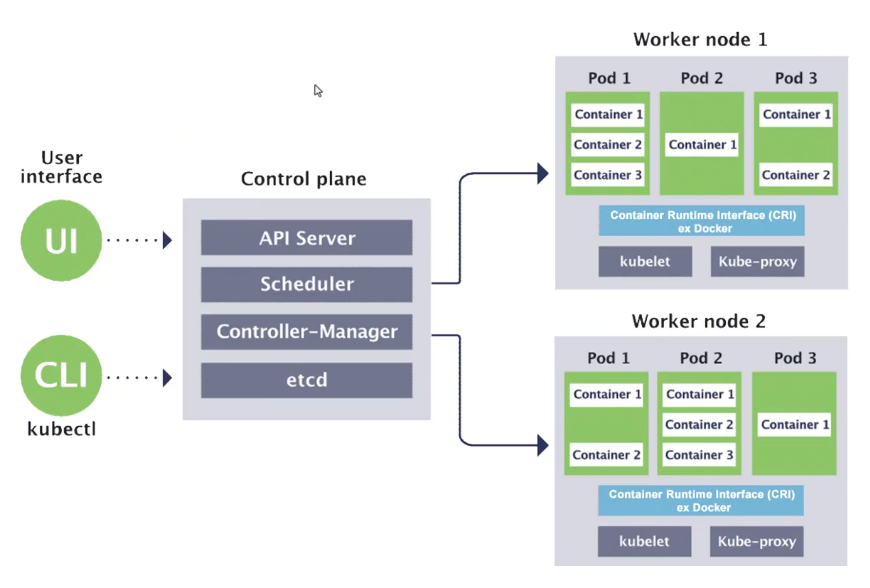 User
interface
UI
CLI
kubectl
Control plane
API Server
Scheduler
Controller-Manager
etcd
Worker node 1
Pod 1
Container 1
Container 2
Container 3
Pod 2
Container 1
Pod 3
Container 1
Container 2
Container Runtime Interface (CRI)
ex Docker
kubelet
Kube-proxy
Worker node 2
Pod 1
Container 1
Container 2
Pod 2
Container 1
Container 2
Container 3
Pod 3
Container 1
Container Runtime Interface (CRI)
ex Docker
kubelet
Kube-proxy